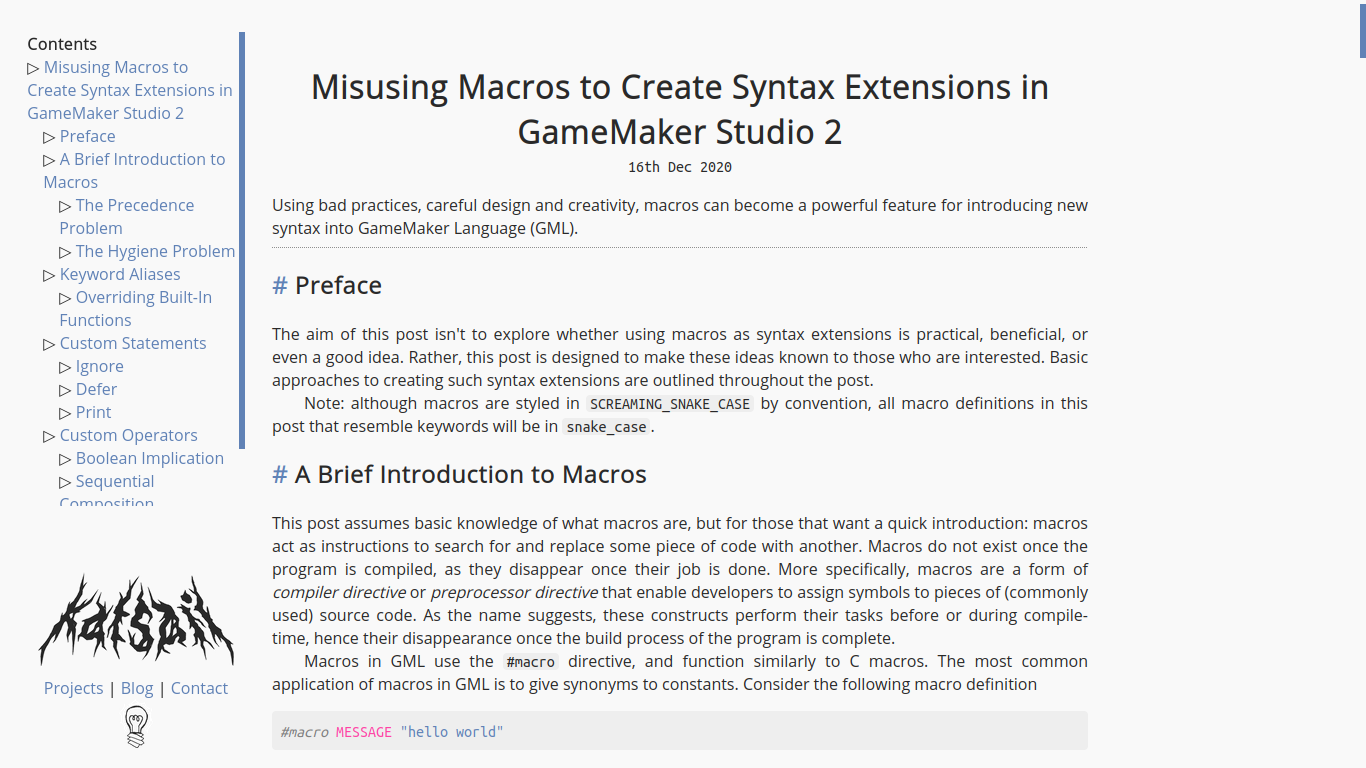 Contents
▷ Misusing Macros to
Create Syntax Extensions in
GameMaker Studio 2
▷ Preface
▷ A Brief Introduction to
Macros
▷ The Precedence
Problem
▷ The Hygiene Problem
▷ Keyword Aliases
▷ Overriding Built-In
Functions
▷ Custom Statements
▷ Ignore
▷ Defer
▷ Print
▷ Custom Operators
▷ Boolean Implication
▷ Sequential
Composition
katsaii
Projects | Blog | Contact
Misusing Macros to Create Syntax Extensions in
GameMaker Studio 2
16th Dec 2020
Using bad practices, careful design and creativity, macros can become a powerful feature for introducing new
syntax into GameMaker Language (GML).
# Preface
The aim of this post isn't to explore whether using macros as syntax extensions is practical, beneficial, or
even a good idea. Rather, this post is designed to make these ideas known to those who are interested. Basic
approaches to creating such syntax extensions are outlined throughout the post.
Note: although macros are styled in SCREAMING_SNAKE_CASE by convention, all macro definitions in this
post that resemble keywords will be in snake_case.
# A Brief Introduction to Macros
This post assumes basic knowledge of what macros are, but for those that want a quick introduction: macros
act as instructions to search for and replace some piece of code with another. Macros do not exist once the
program is compiled, as they disappear once their job is done. More specifically, macros are a form of
compiler directive or preprocessor directive that enable developers to assign symbols to pieces of (commonly
used) source code. As the name suggests, these constructs perform their tasks before or during compile-
time, hence their disappearance once the build process of the program is complete.
Macros in GML use the #macro directive, and function similarly to C macros. The most common
application of macros in GML is to give synonyms to constants. Consider the following macro definition
#macro MESSAGE "hello world"